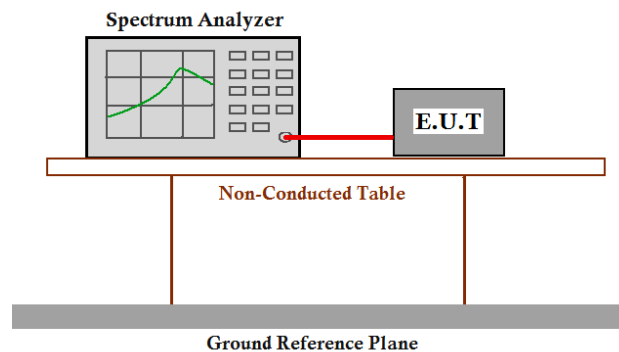 Spectrum Analyzer
E.U.T
Non-Conducted Table
Ground Reference Plane